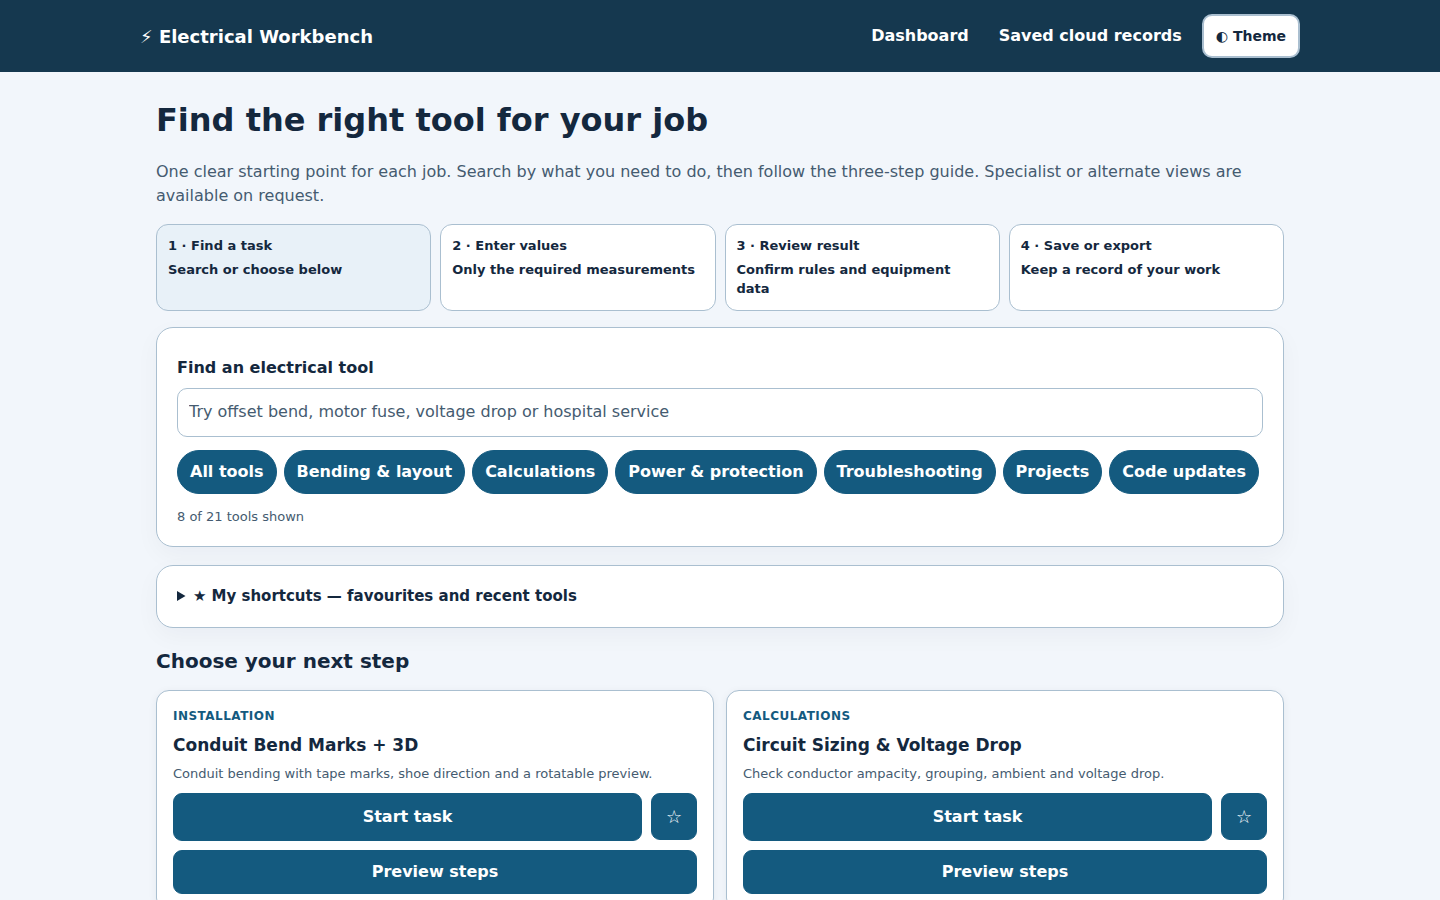 ⚡ Electrical Workbench
Dashboard
Saved cloud records
◐ Theme
Find the right tool for your job
One clear starting point for each job. Search by what you need to do, then follow the three-step guide. Specialist or alternate views are
available on request.
1 · Find a task
Search or choose below
2 · Enter values
Only the required measurements
3 · Review result
Confirm rules and equipment
data
4 · Save or export
Keep a record of your work
Find an electrical tool
Try offset bend, motor fuse, voltage drop or hospital service
All tools
Bending & layout
Calculations
Power & protection
Troubleshooting
Projects
Code updates
8 of 21 tools shown
▶ ★ My shortcuts — favourites and recent tools
Choose your next step
INSTALLATION
Conduit Bend Marks + 3D
Conduit bending with tape marks, shoe direction and a rotatable preview.
Start task
☆
Preview steps
CALCULATIONS
Circuit Sizing & Voltage Drop
Check conductor ampacity, grouping, ambient and voltage drop.
Start task
☆
Preview steps